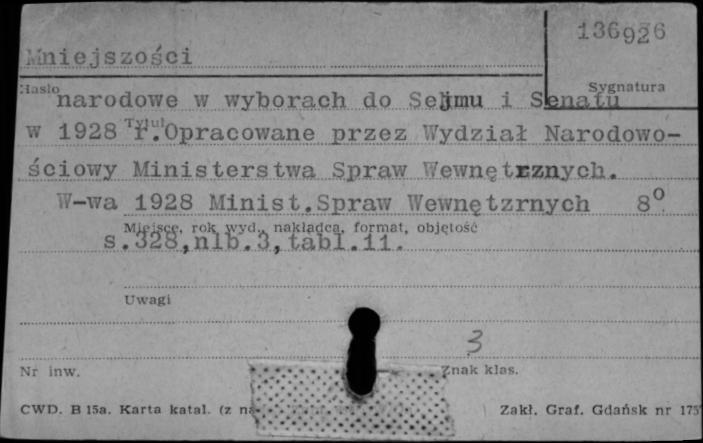 136926
Mniejszości
Hasło
Sygnatura
narodowe w wyborach do Sejmu i Senatu
Tytuł
w 1928 r.Opracowane przez Wydział Narodowo-
ściowy Ministerstwa Spraw Wewnętrznych.
W-wa 1928 Minist.Spraw Wewnętzrnych 8º
Miejsce, rok wyd., nakładca, format, objętość
s.328,nlb.3,tabl.11.
Uwagi
3
Nr inw.
Znak klas.
CWD. B 15a. Karta katal. (z
Zakł. Graf. Gdańsk nr 175